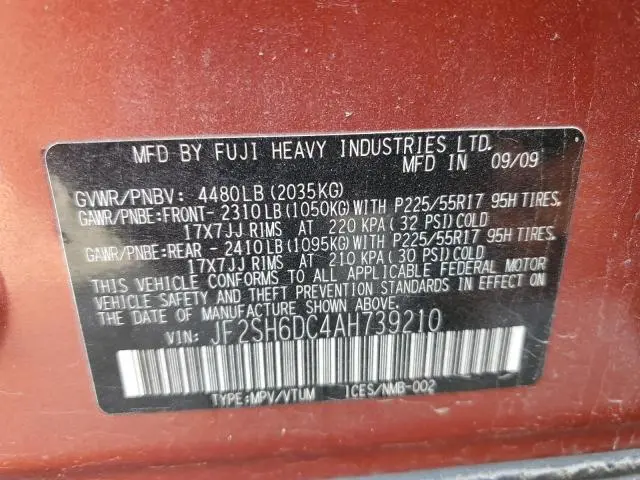 MFD BY FUJI HEAVY INDUSTRIES LTD.
MFD IN 09/09
GVWR/PNBV: 4480LB(2035KG)
GAWR/PNBE:FRONT-2310LB(1050KG)WITH P225/55R17 95H TIRES.
17X7JJ RIMS AT 220 KPA(32 PSI)COLD
GAWR/PNBE:REAR -2410LB(1095KG)WITH P225/55R17 95H TIRES.
17X7JJ RIMS AT 210 KPA(30 PSI)COLD
THIS VEHICLE CONFORMS TO ALL APPLICABLE FEDERAL MOTOR
VEHICLE SAFETY AND THEFT PREVENTION STANDARDS IN EFFECT ON
THE DATE OF MANUFACTURE SHOWN ABOVE.
VIN: JF2SH6DC4AH739210
TYPE:MPV/VTUM ICES/NMB-002